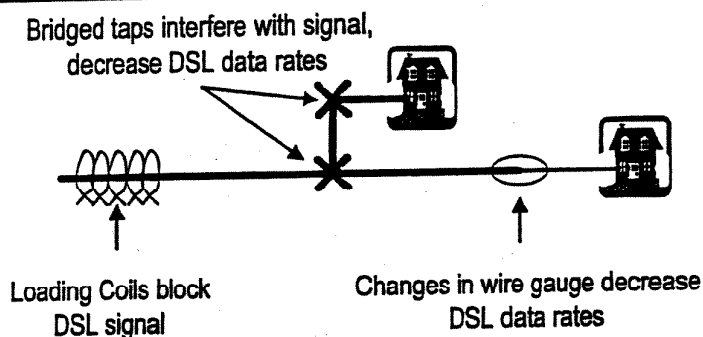 Bridged taps interfere with signal,
decrease DSL data rates
Loading Coils block
DSL signal
Changes in wire gauge decrease
DSL data rates